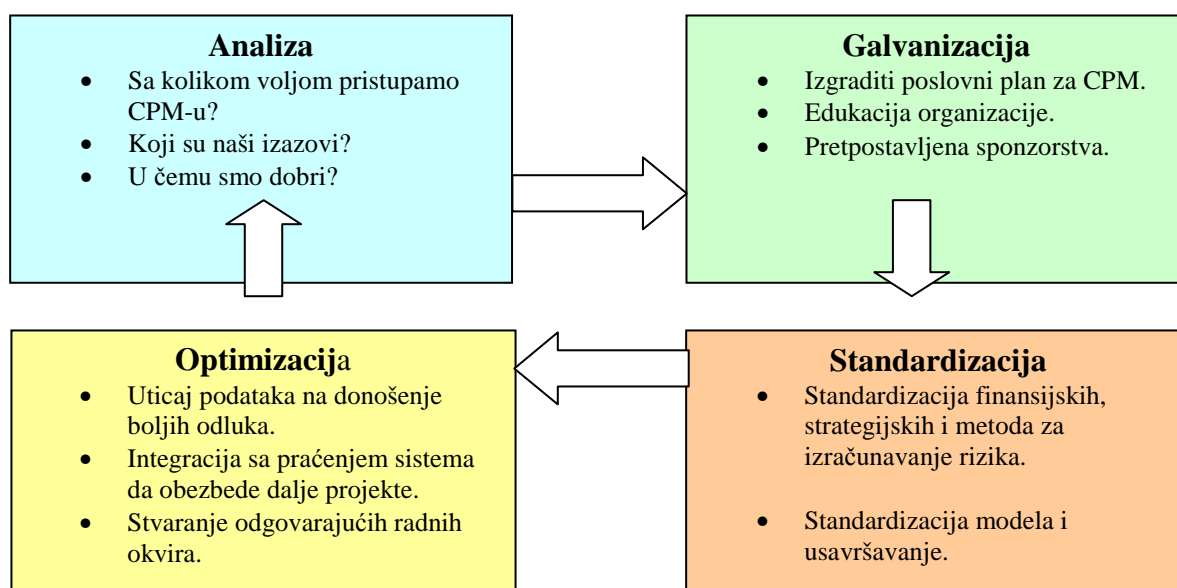 Analiza
• Sa kolikom voljom pristupamo
CPM-u?
• Koji su naši izazovi?
• U čemu smo dobri?
Galvanizacija
• Izgraditi poslovni plan za CPM.
• Edukacija organizacije.
• Pretpostavljena sponzorstva.
Optimizacija
• Uticaj podataka na donošenje
boljih odluka.
• Integracija sa praćenjem sistema
da obezbede dalje projekte.
• Stvaranje odgovarajućih radnih
okvira.
Standardizacija
• Standardizacija finansijskih,
strategijskih i metoda za
izračunavanje rizika.
• Standardizacija modela i
usavršavanje.